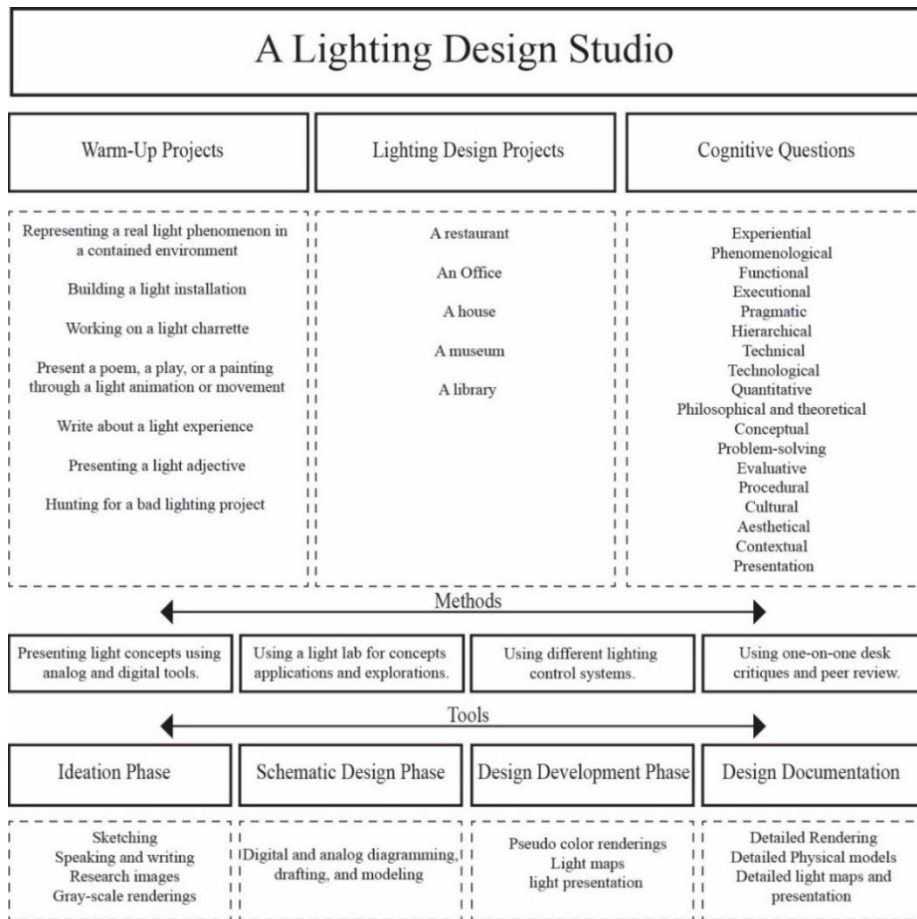 A Lighting Design Studio
Warm-Up Projects
Lighting Design Projects
Cognitive Questions
Representing a real light phenomenon in
a contained environment
Building a light installation
Working on a light charrette
Present a poem, a play, or a painting
through a light animation or movement
Write about a light experience
Presenting a light adjective
Hunting for a bad lighting project
A restaurant
An Office
A house
A museum
A library
Experiential
Phenomenological
Functional
Executional
Pragmatic
Hierarchical
Technical
Technological
Quantitative
Philosophical and theoretical
Conceptual
Problem-solving
Evaluative
Procedural
Cultural
Aesthetical
Contextual
Presentation
Methods
Presenting light concepts using
analog and digital tools.
Using a light lab for concepts
applications and explorations.
Using different lighting
control systems.
Using one-on-one desk
critiques and peer review.
Tools
Ideation Phase
Schematic Design Phase
Design Development Phase
Design Documentation
Sketching
Speaking and writing
Research images
Gray-scale renderings
Digital and analog diagramming,
drafting, and modeling
Pseudo color renderings
Light maps
light presentation
Detailed Rendering
Detailed Physical models
Detailed light maps and
presentation